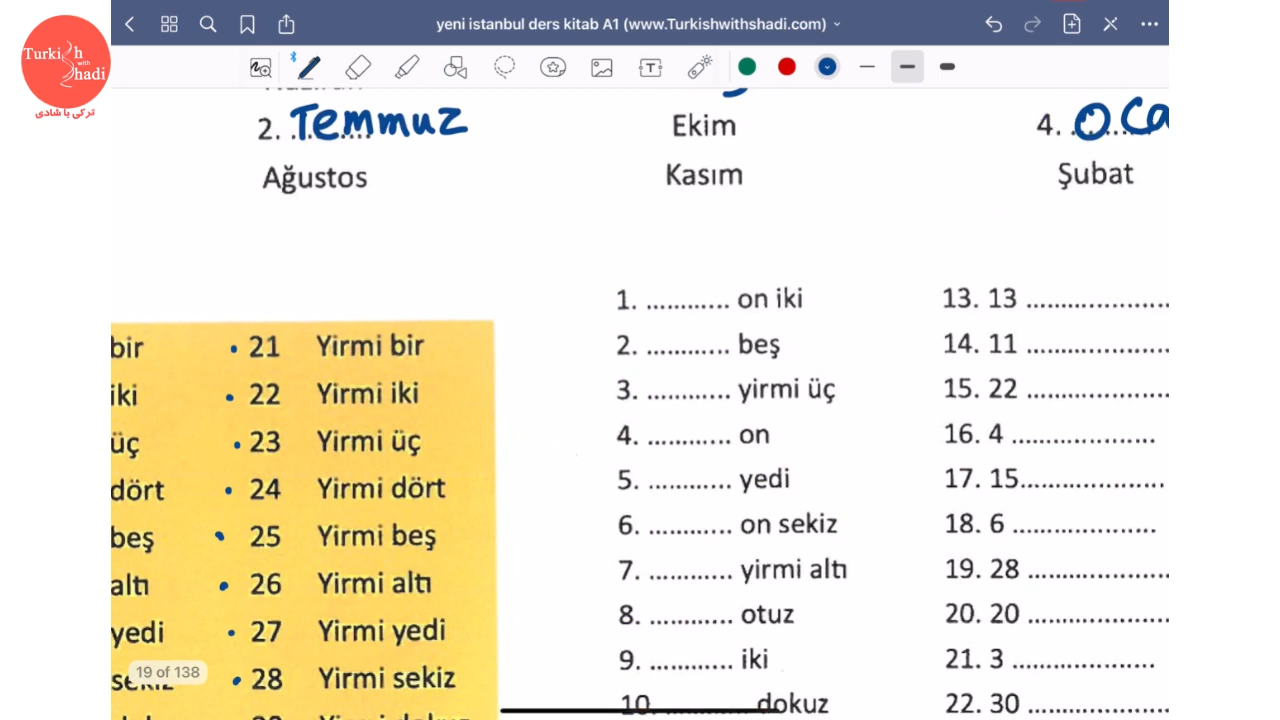 Turkish
with
Shadi
ترکی با شادی
yeni istanbul ders kitab A1 (www.Turkishwithshadi.com)
2. Temmuz
Ağustos
Ekim
Kasım
4. Oca
Şubat
bir
iki
üç
dört
beş
altı
yedi
sekiz
21 Yirmi bir
22 Yirmi iki
23 Yirmi üç
24 Yirmi dört
25 Yirmi beş
26 Yirmi altı
27 Yirmi yedi
28 Yirmi sekiz
19 of 138
1. ............ on iki
2. ............ beş
3. ............ yirmi üç
4. ............ on
5. ............ yedi
6. ............ on sekiz
7. ............ yirmi altı
8. ............ otuz
9. ............ iki
10. ............ dokuz
13. 13 .....................
14. 11 .....................
15. 22 .....................
16. 4 .....................
17. 15.....................
18. 6 .....................
19. 28 .....................
20. 20 .....................
21. 3 .....................
22. 30 .....................